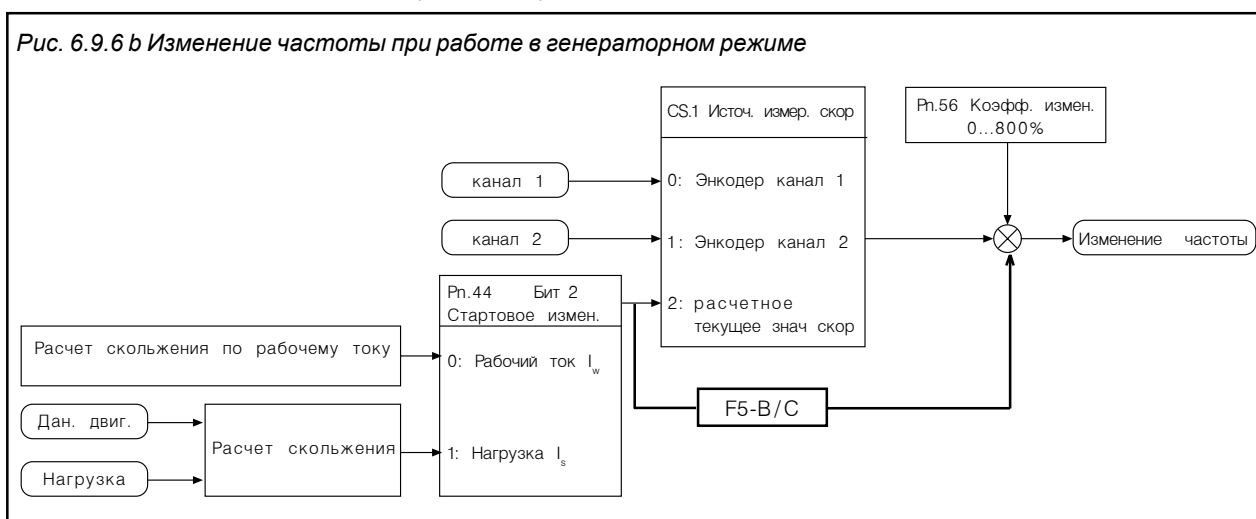 Рис. 6.9.6 b Изменение частоты при работе в генераторном режиме
CS.1 Источ. измер. скор
Pn.56 Коэфф. измен.
0...800%
канал 1
0: Энкодер канал 1
канал 2
1: Энкодер канал 2
Изменение частоты
Pn.44 Бит 2
Стартовое измен.
2: расчетное
текущее знач скор
Расчет скольжения по рабочему току
0: Рабочий ток Iw
F5-B/C
Дан. двиг.
Расчет скольжения
1: Нагрузка Is
Нагрузка